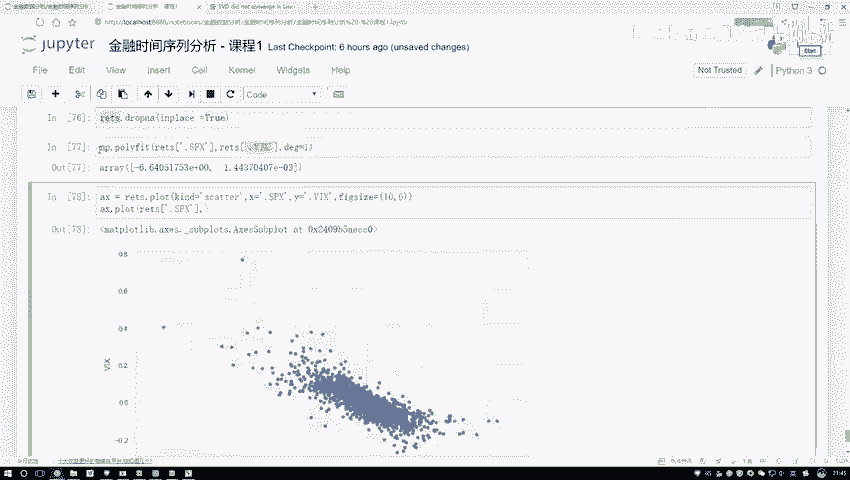 SVD did not converge in Lin
http://localhost:8888/notebooks/
jupyter 金融时间序列分析 - 课程1 Last Checkpoint: 6 hours ago (unsaved changes)
File Edit View Insert Cell Kernel Widgets Help
Not Trusted Python 3
Code
In [76]: rets.dropna(inplace =True)
In [77]: np.polyfit(rets['.SPX'],rets[ ],deg=1)
Out[77]: array([-6.64051753e+00, 1.44370407e-03])
In [78]: ax = rets.plot(kind='scatter',x='.SPX',y='.VIX',figsize=(10,6))
ax.plot(rets['.SPX'],)
Out[73]: <matplotlib.axes._subplots.AxesSubplot at 0x2409b5aecc0>
0.8
0.6
0.4
VIX
0.2
0.0
-0.2
21:45